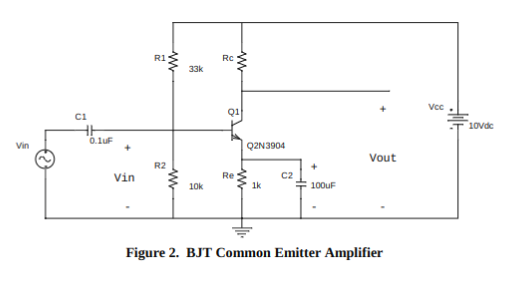 R1
33k
Rc
C1
0.1uF
Vin
+
Vin
-
Q1
Q2N3904
R2
10k
Re
1k
C2
+
100uF
-
+
Vout
-
Vcc
+
-
10Vdc
Figure 2. BJT Common Emitter Amplifier